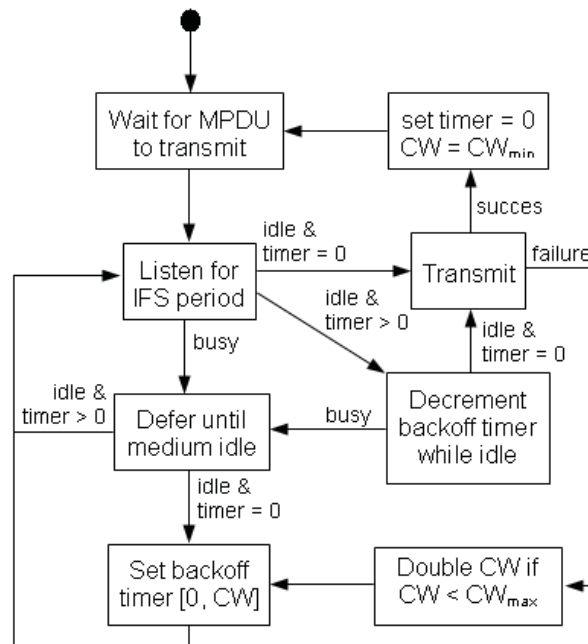 Wait for MPDU
to transmit
set timer = 0
CW = CWmin
succes
idle &
timer = 0
Listen for
IFS period
Transmit
failure
idle &
timer > 0
busy
idle &
timer = 0
idle &
timer > 0
Defer until
medium idle
busy
Decrement
backoff timer
while idle
idle &
timer = 0
Set backoff
timer [0, CW]
Double CW if
CW < CWmax